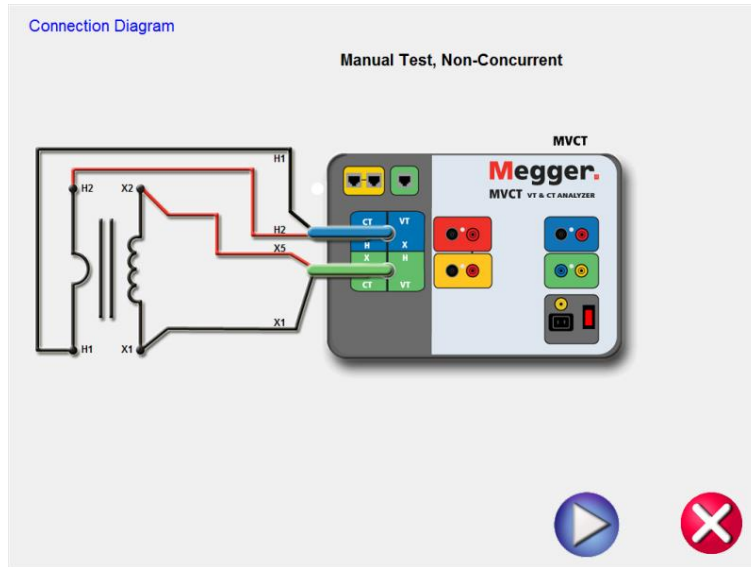 Connection Diagram
Manual Test, Non-Concurrent
MVCT
H1
Megger.
MVCT VT & CT ANALYZER
H2 X2
CT VT
H2
H X
X5
X H
CT VT
X1
H1 X1